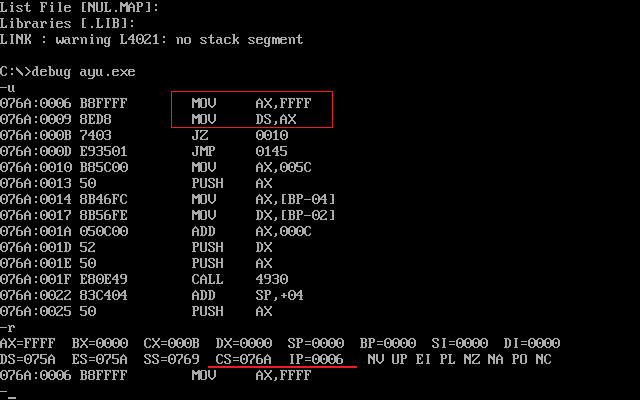 List File [NUL.MAP]:
Libraries [.LIB]:
LINK : warning L4021: no stack segment
C:\>debug ayu.exe
-u
076A:0006 B8FFFF MOV AX,FFFF
076A:0009 8ED8 MOV DS,AX
076A:000B 7403 JZ 0010
076A:000D E93501 JMP 0145
076A:0010 B85C00 MOV AX,005C
076A:0013 50 PUSH AX
076A:0014 8B46FC MOV AX,[BP-04]
076A:0017 8B56FE MOV DX,[BP-02]
076A:001A 050C00 ADD AX,000C
076A:001D 52 PUSH DX
076A:001E 50 PUSH AX
076A:001F E80E49 CALL 4930
076A:0022 83C404 ADD SP,+04
076A:0025 50 PUSH AX
-r
AX=FFFF BX=0000 CX=000B DX=0000 SP=0000 BP=0000 SI=0000 DI=0000
DS=075A ES=075A SS=0769 CS=076A IP=0006 NV UP EI PL NZ NA PO NC
076A:0006 B8FFFF MOV AX,FFFF
-_